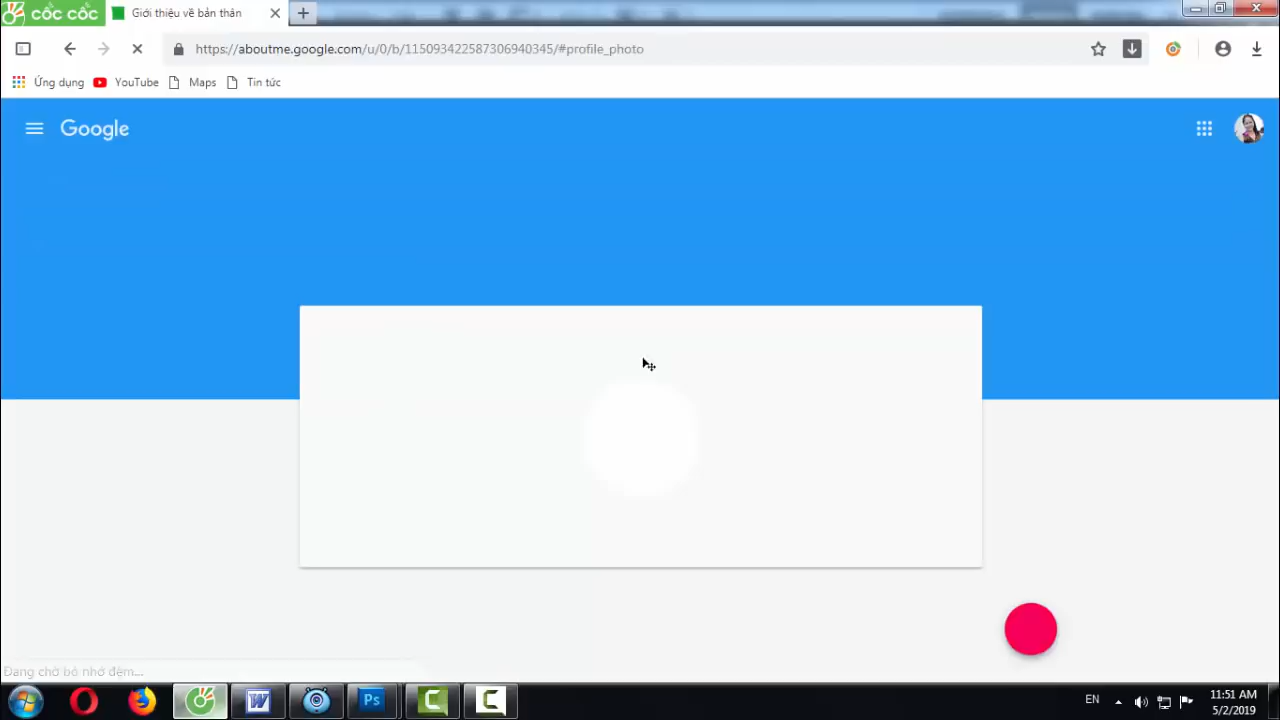 cốc cốc
Giới thiệu về bản thân
https://aboutme.google.com/u/0/b/115093422587306940345/#profile_photo
Ứng dụng YouTube Maps Tin tức
Google
Đang chờ bộ nhớ đệm...
W Ps C C
EN
11:51 AM
5/2/2019